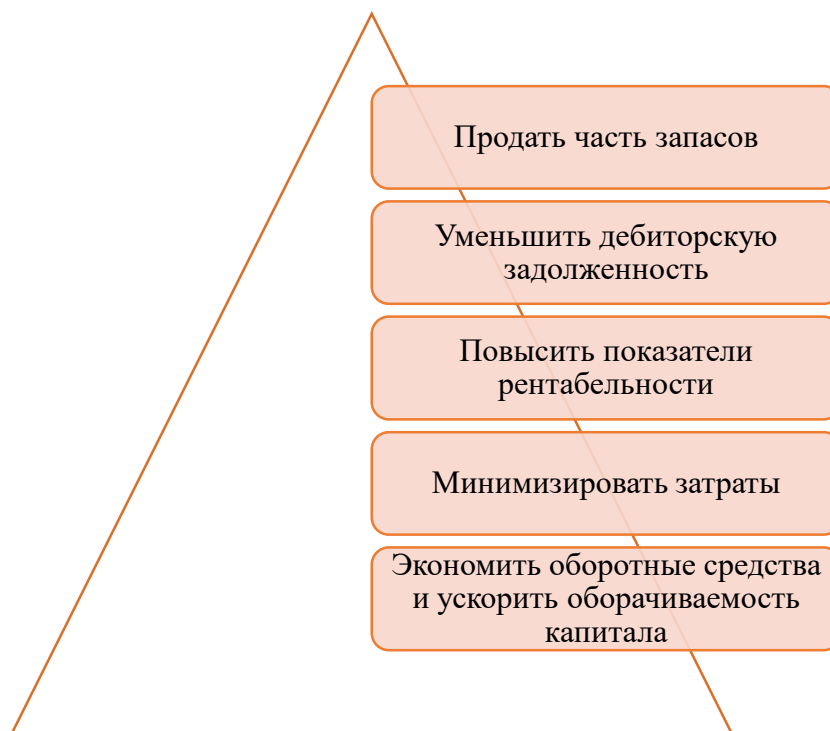 Продать часть запасов
Уменьшить дебиторскую
задолженность
Повысить показатели
рентабельности
Минимизировать затраты
Экономить оборотные средства
и ускорить оборачиваемость
капитала